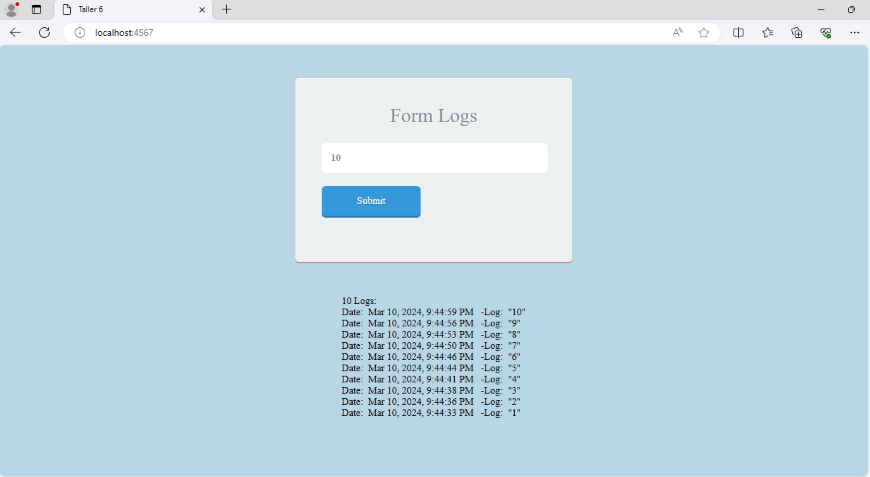 Taller 6
localhost:4567
Form Logs
10
Submit
10 Logs:
Date: Mar 10, 2024, 9:44:59 PM -Log: "10"
Date: Mar 10, 2024, 9:44:56 PM -Log: "9"
Date: Mar 10, 2024, 9:44:53 PM -Log: "8"
Date: Mar 10, 2024, 9:44:50 PM -Log: "7"
Date: Mar 10, 2024, 9:44:46 PM -Log: "6"
Date: Mar 10, 2024, 9:44:44 PM -Log: "5"
Date: Mar 10, 2024, 9:44:41 PM -Log: "4"
Date: Mar 10, 2024, 9:44:38 PM -Log: "3"
Date: Mar 10, 2024, 9:44:36 PM -Log: "2"
Date: Mar 10, 2024, 9:44:33 PM -Log: "1"